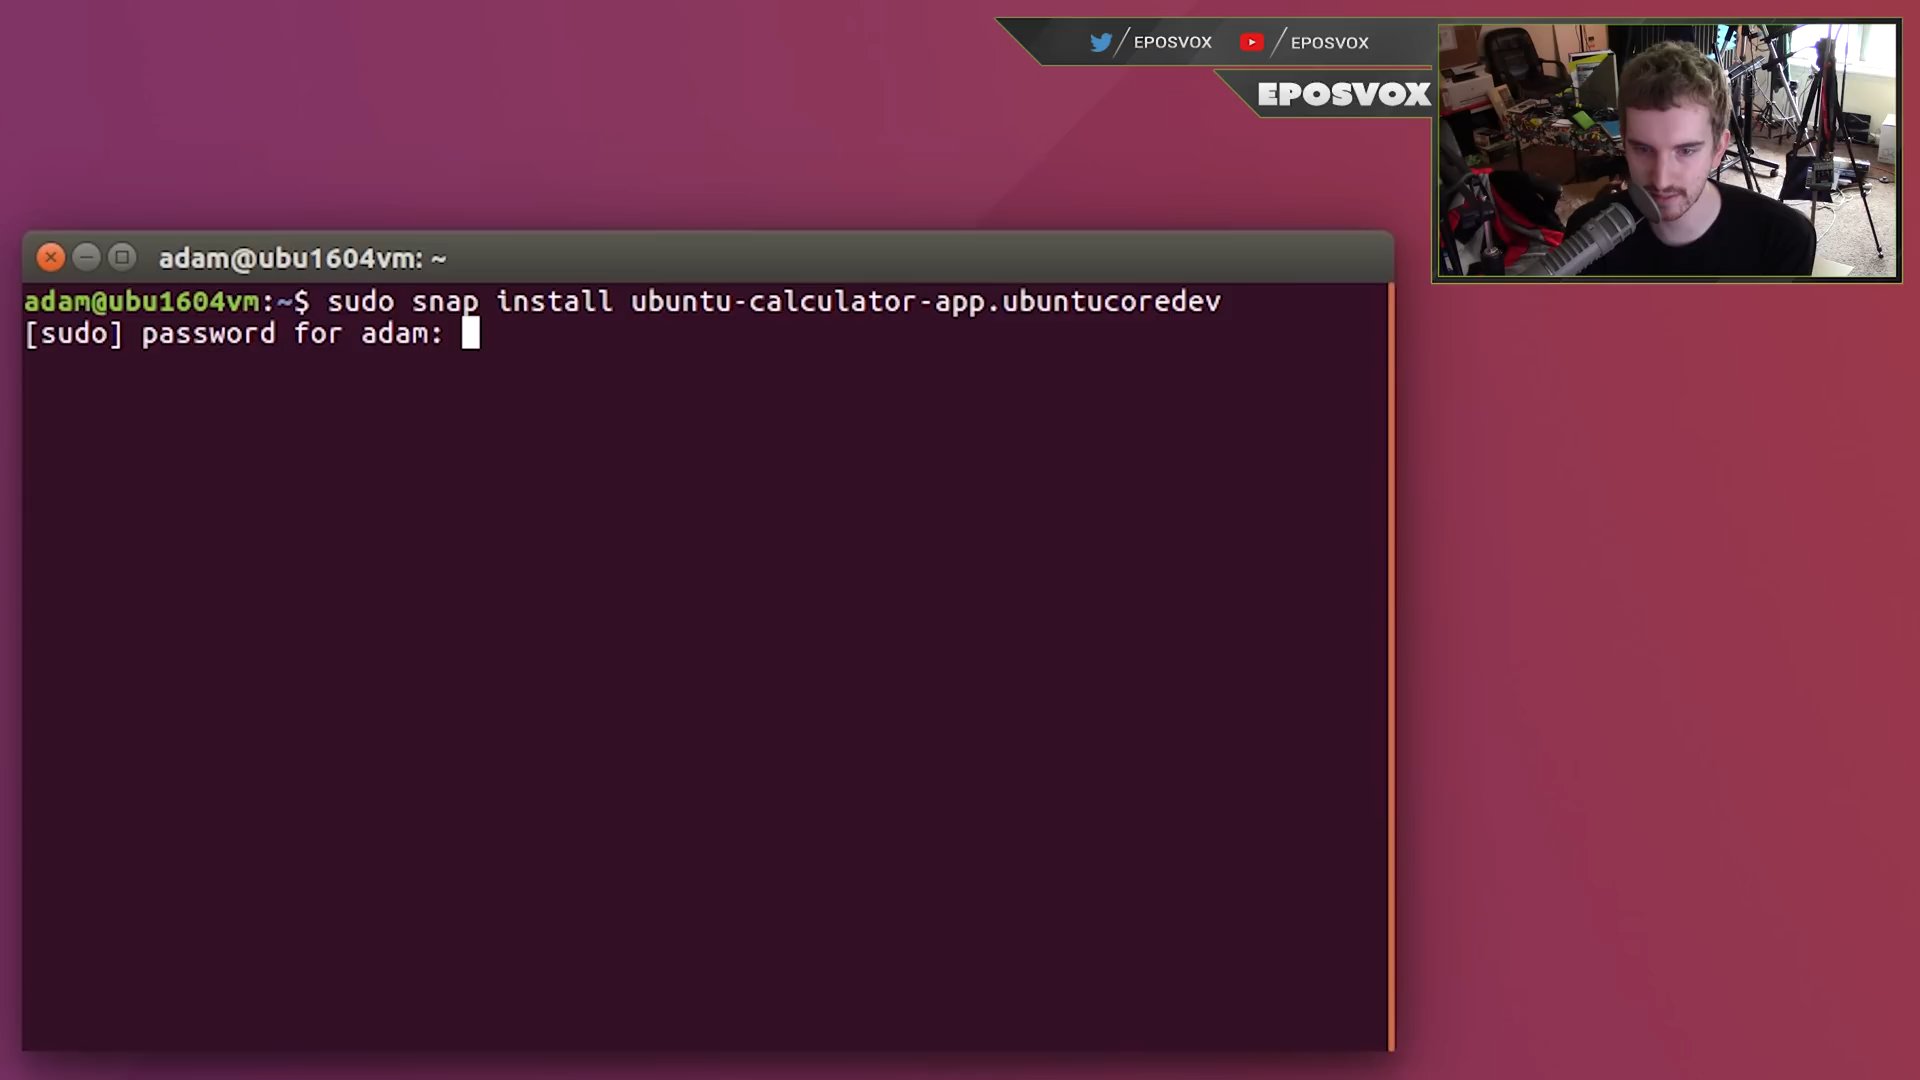 EPOSVOX EPOSVOX
EPOSVOX
adam@ubu1604vm: ~
adam@ubu1604vm:~$ sudo snap install ubuntu-calculator-app.ubuntucoredev
[sudo] password for adam: